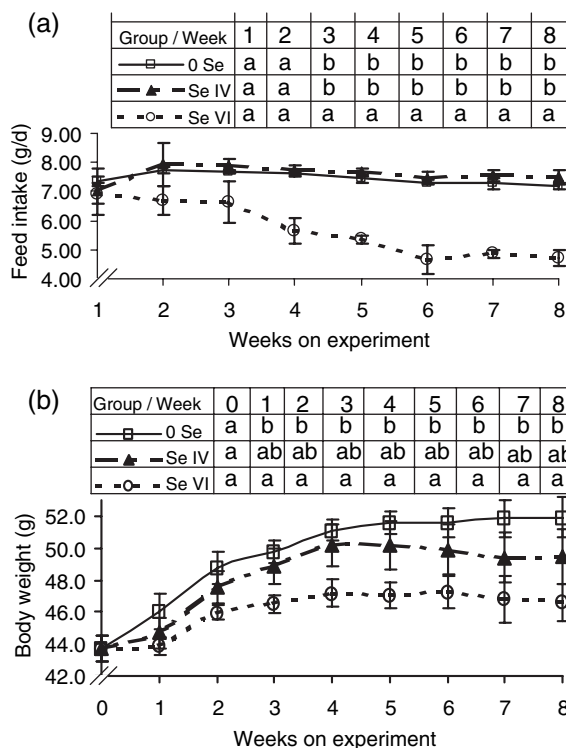 (a)
Group / Week 1 2 3 4 5 6 7 8
0 Se a a b b b b b b
Se IV a a b b b b b b
Se VI a a a a a a a a
9.00
8.00
7.00
6.00
5.00
4.00
Feed intake (g/d)
1 2 3 4 5 6 7 8
Weeks on experiment
(b)
Group / Week 0 1 2 3 4 5 6 7 8
0 Se a b b b b b b b b
Se IV a ab ab ab ab ab ab ab ab
Se VI a a a a a a a a a
52.0
50.0
48.0
46.0
44.0
42.0
Body weight (g)
0 1 2 3 4 5 6 7 8
Weeks on experiment